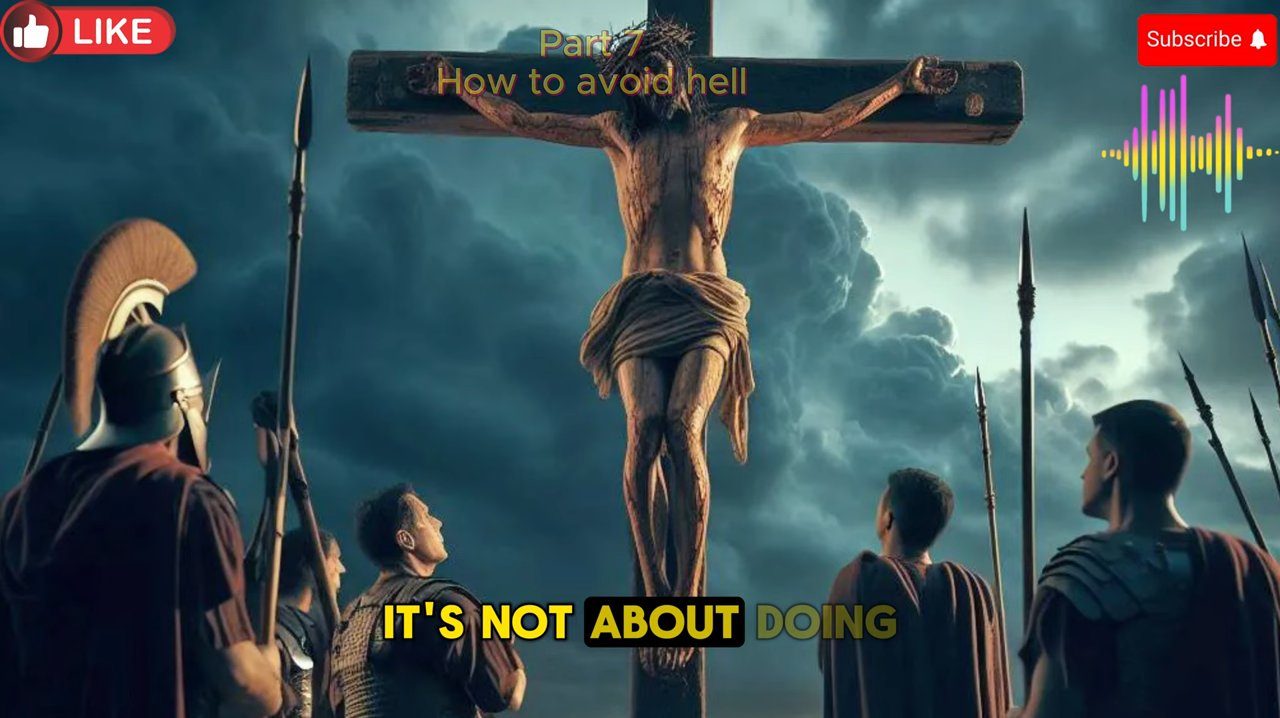 LIKE
Part 7
How to avoid hell
Subscribe
IT'S NOT ABOUT DOING